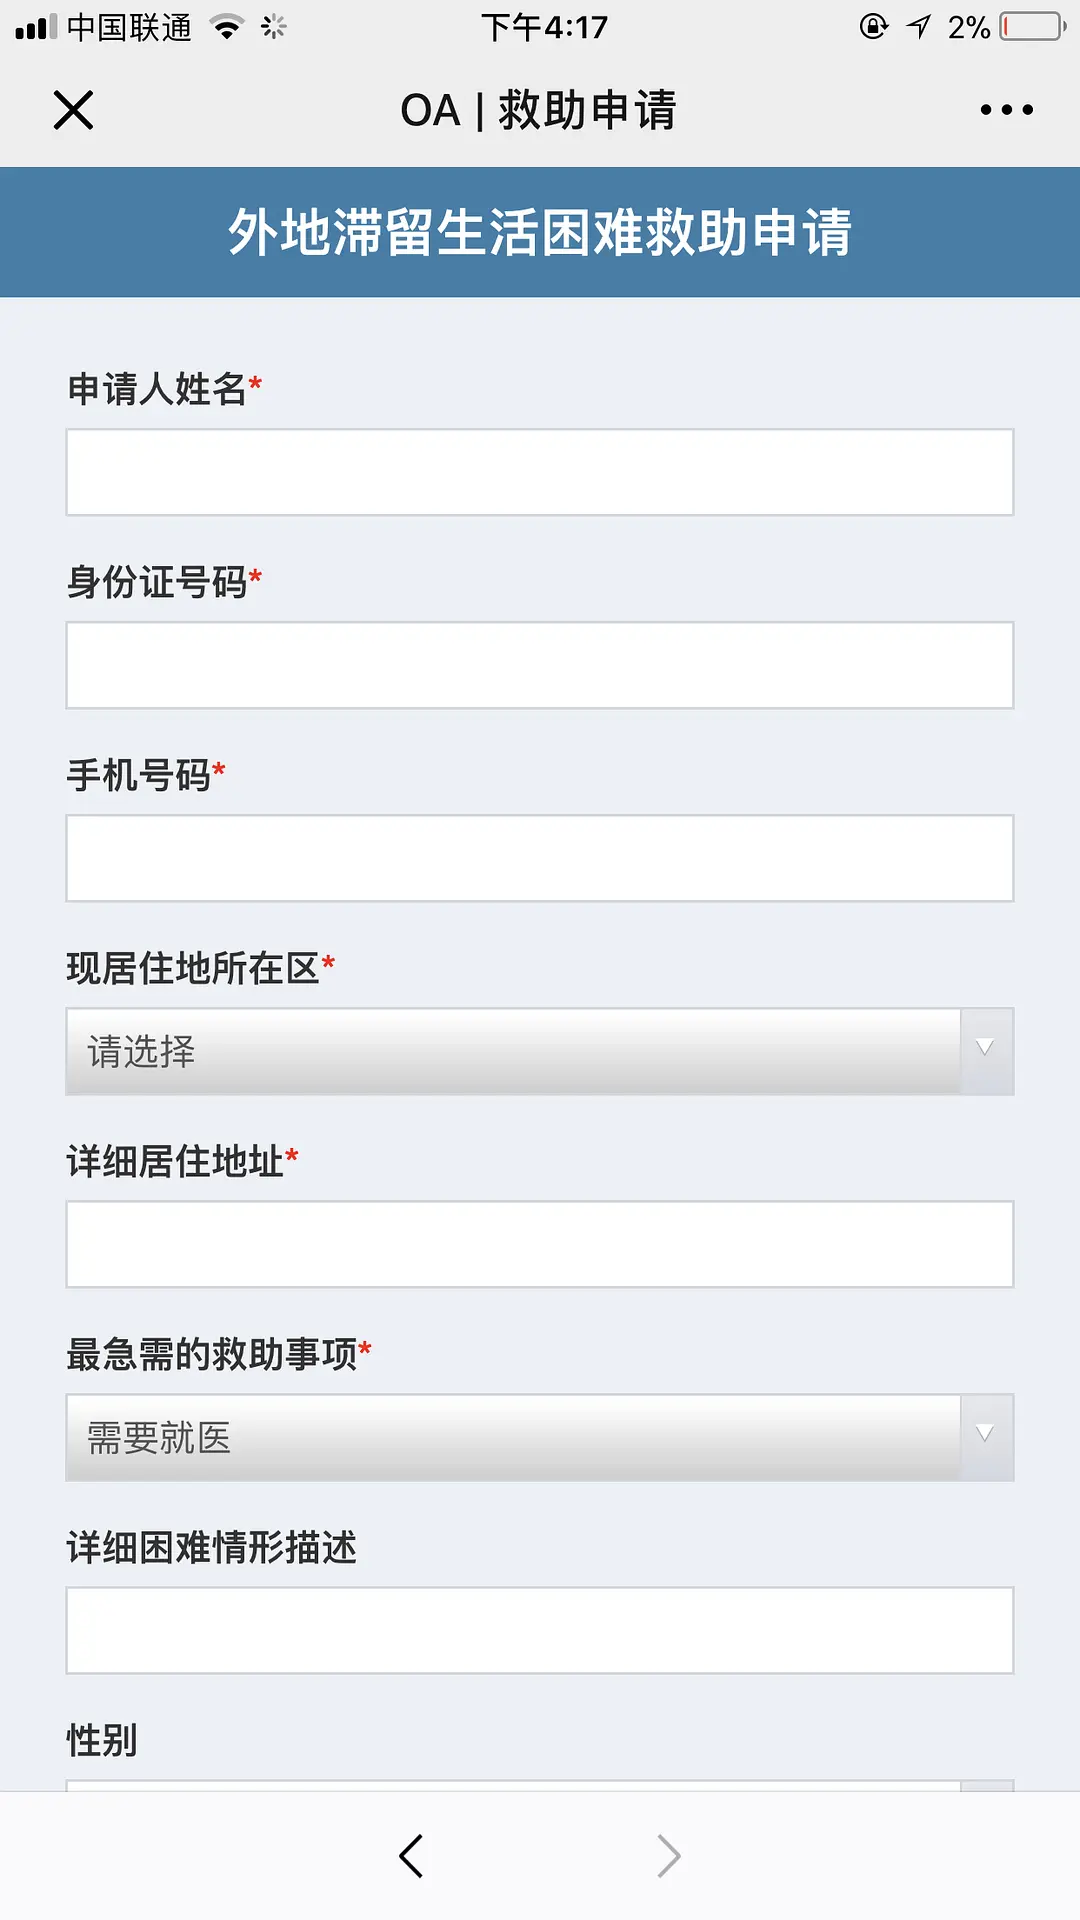 中国联通 下午4:17 2%
OA | 救助申请
外地滞留生活困难救助申请
申请人姓名*
身份证号码*
手机号码*
现居住地所在区*
请选择
详细居住地址*
最急需的救助事项*
需要就医
详细困难情形描述
性别